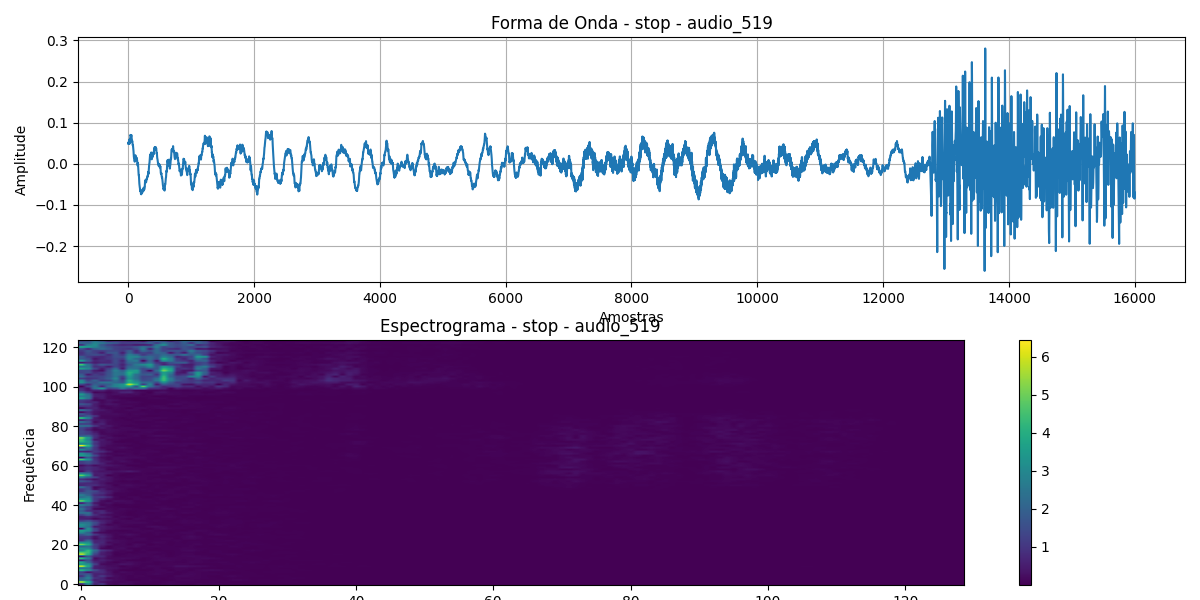 Forma de Onda - stop - audio_519
Amplitude
0.3
0.2
0.1
0.0
−0.1
−0.2
0 2000 4000 6000 8000 10000 12000 14000 16000
Amostras
Espectrograma - stop - audio_519
Frequência
120
100
80
60
40
20
0
6
5
4
3
2
1
0 20 40 60 80 100 120